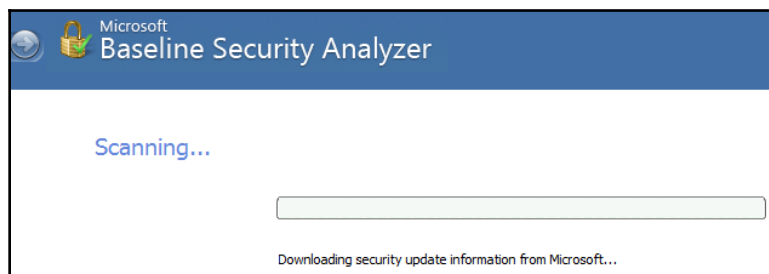 Microsoft
Baseline Security Analyzer
Scanning...
Downloading security update information from Microsoft...